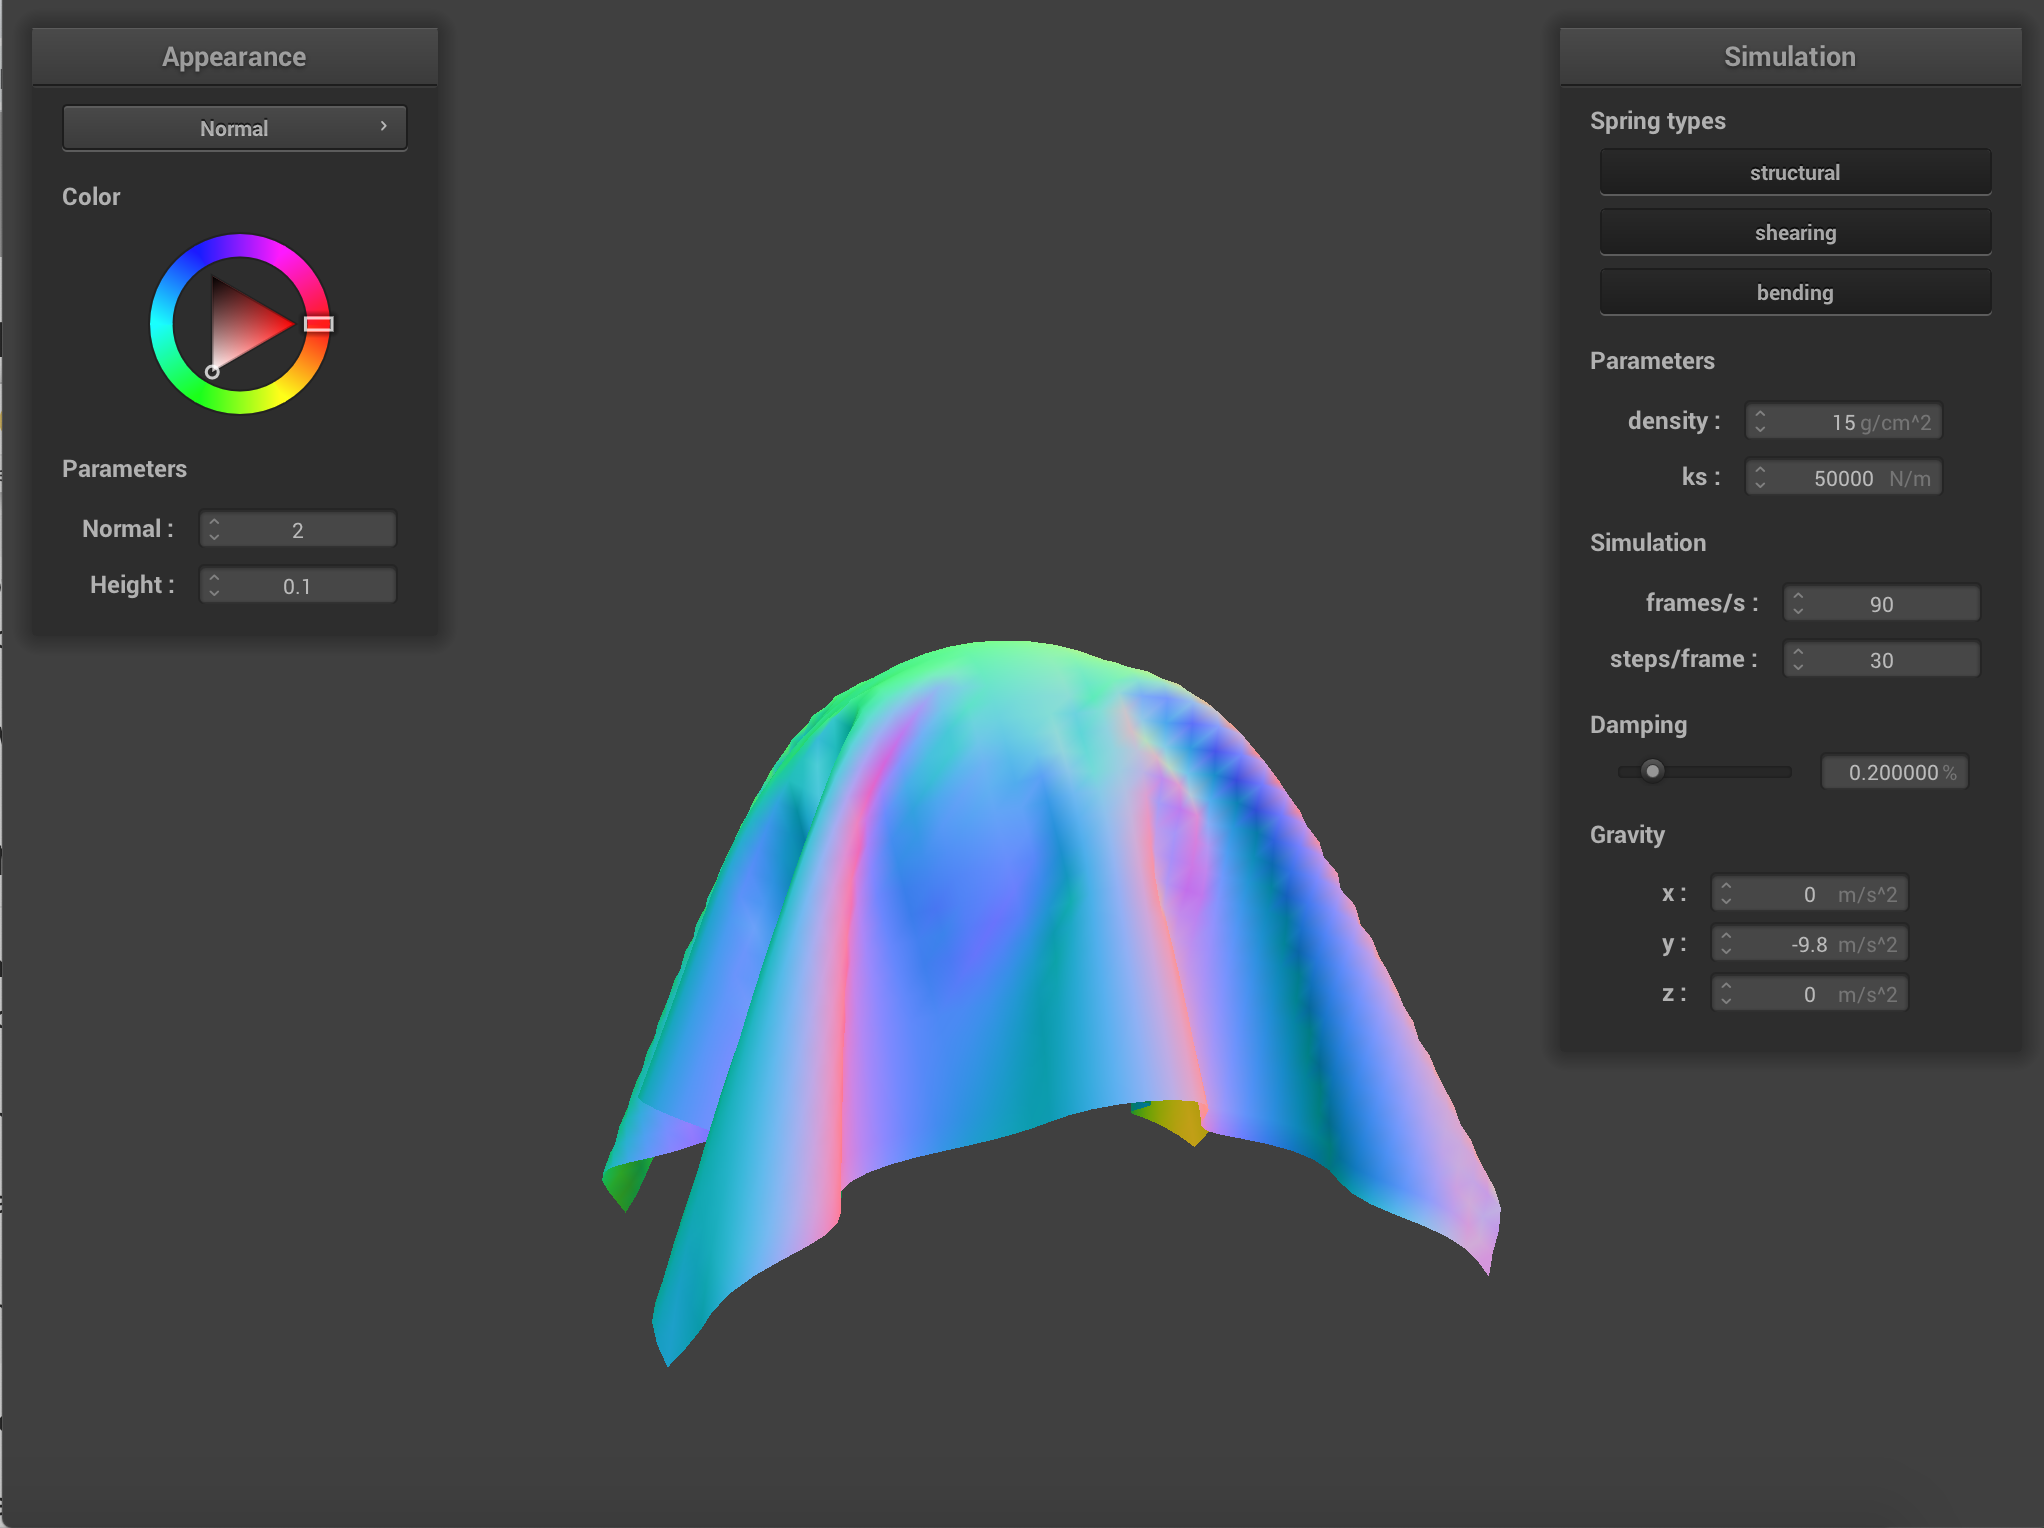 Appearance
Normal
Color
Parameters
Normal : 2
Height : 0.1
Simulation
Spring types
structural
shearing
bending
Parameters
density : 15 g/cm^2
ks : 50000 N/m
Simulation
frames/s : 90
steps/frame : 30
Damping
0.200000 %
Gravity
x : 0 m/s^2
y : -9.8 m/s^2
z : 0 m/s^2